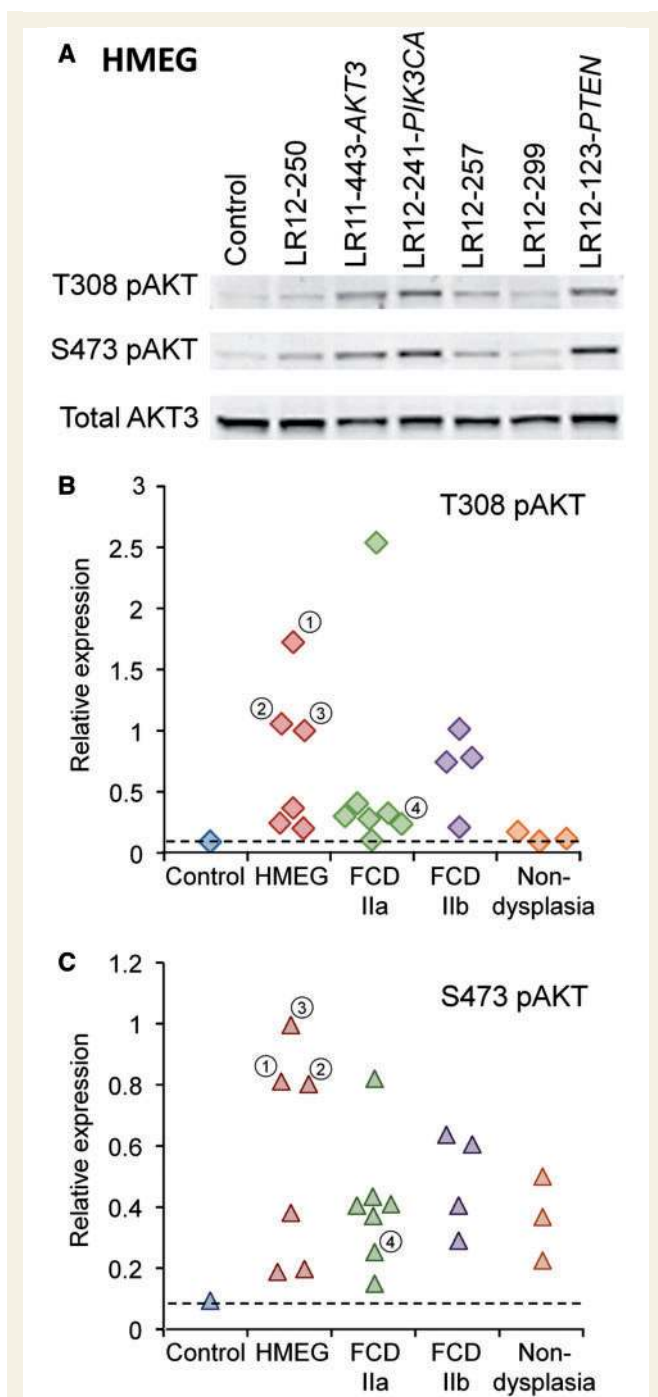 A HMEG
Control
LR12-250
LR11-443-AKT3
LR12-241-PIK3CA
LR12-257
LR12-299
LR12-123-PTEN
T308 pAKT
S473 pAKT
Total AKT3
B
T308 pAKT
Relative expression
3
2.5
2
1.5
1
0.5
0
1
2
3
4
Control HMEG FCD IIa FCD IIb Non-dysplasia
C
S473 pAKT
Relative expression
1.2
1
0.8
0.6
0.4
0.2
0
3
1
2
4
Control HMEG FCD IIa FCD IIb Non-dysplasia